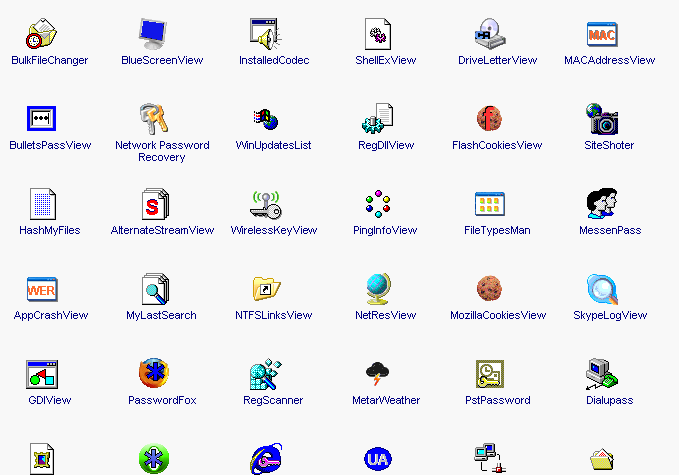 BulkFileChanger
BlueScreenView
InstalledCodec
ShellExView
DriveLetterView
MACAddressView
MAC
BulletsPassView
Network Password
Recovery
WinUpdatesList
RegDllView
FlashCookiesView
SiteShoter
HashMyFiles
S
AlternateStreamView
WirelessKeyView
PingInfoView
FileTypesMan
MessenPass
WER
AppCrashView
MyLastSearch
NTFSLinksView
NetResView
MozillaCookiesView
SkypeLogView
GDIView
PasswordFox
RegScanner
MetarWeather
PstPassword
Dialupass
UA